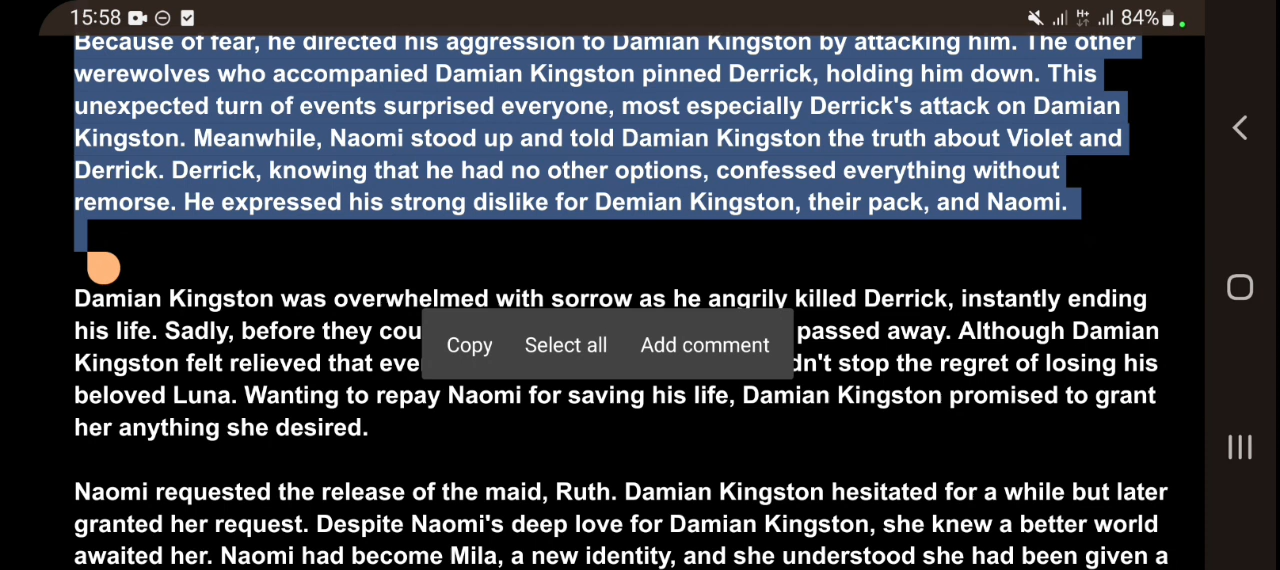 15:58
H+
84%
Because of fear, he directed his aggression to Damian Kingston by attacking him. The other
werewolves who accompanied Damian Kingston pinned Derrick, holding him down. This
unexpected turn of events surprised everyone, most especially Derrick's attack on Damian
Kingston. Meanwhile, Naomi stood up and told Damian Kingston the truth about Violet and
Derrick. Derrick, knowing that he had no other options, confessed everything without
remorse. He expressed his strong dislike for Demian Kingston, their pack, and Naomi.
Damian Kingston was overwhelmed with sorrow as he angrily killed Derrick, instantly ending
his life. Sadly, before they passed away. Although Damian
Kingston felt relieved that stop the regret of losing his
Copy Select all Add comment
beloved Luna. Wanting to repay Naomi for saving his life, Damian Kingston promised to grant
her anything she desired.
Naomi requested the release of the maid, Ruth. Damian Kingston hesitated for a while but later
granted her request. Despite Naomi's deep love for Damian Kingston, she knew a better world
awaited her. Naomi had become Mila, a new identity, and she understood she had been given a